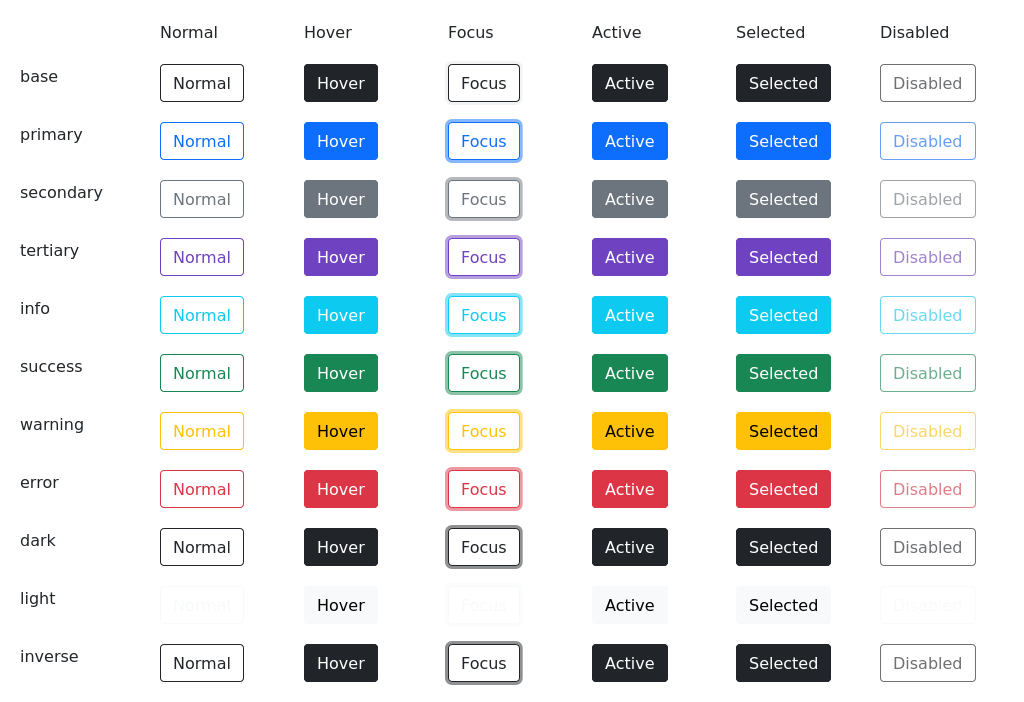 Normal Hover Focus Active Selected Disabled
base Normal Hover Focus Active Selected Disabled
primary Normal Hover Focus Active Selected Disabled
secondary Normal Hover Focus Active Selected Disabled
tertiary Normal Hover Focus Active Selected Disabled
info Normal Hover Focus Active Selected Disabled
success Normal Hover Focus Active Selected Disabled
warning Normal Hover Focus Active Selected Disabled
error Normal Hover Focus Active Selected Disabled
dark Normal Hover Focus Active Selected Disabled
light Normal Hover Focus Active Selected Disabled
inverse Normal Hover Focus Active Selected Disabled